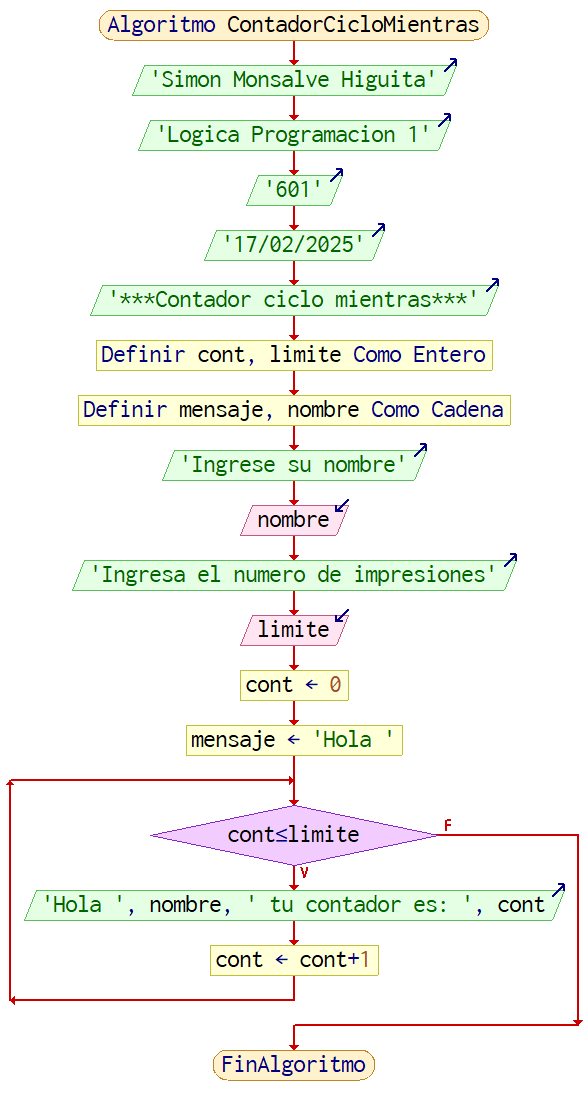 Algoritmo ContadorCicloMientras
'Simon Monsalve Higuita'
'Logica Programacion 1'
'601'
'17/02/2025'
'***Contador ciclo mientras***'
Definir cont, limite Como Entero
Definir mensaje, nombre Como Cadena
'Ingrese su nombre'
nombre
'Ingresa el numero de impresiones'
limite
cont ← 0
mensaje ← 'Hola '
cont≤limite
F
V
'Hola ', nombre, ' tu contador es: ', cont
cont ← cont+1
FinAlgoritmo